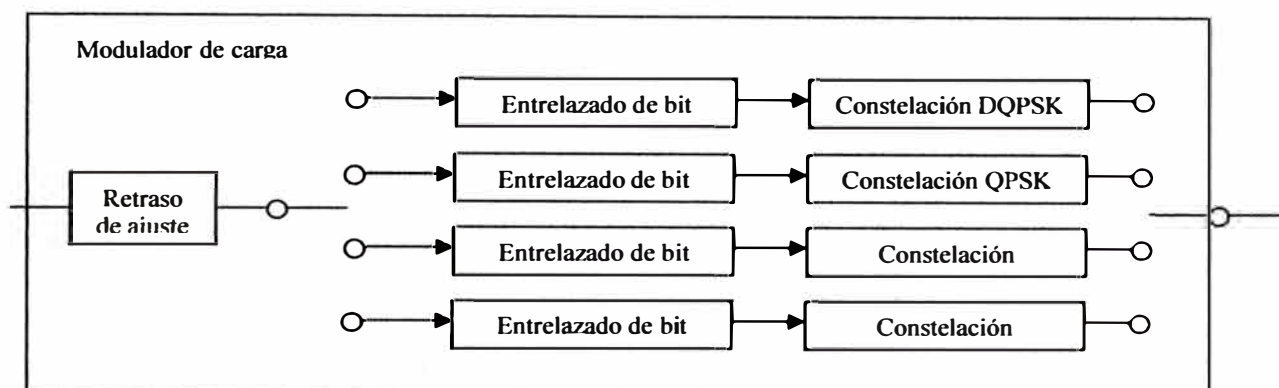 Modulador de carga
Entrelazado de bit
Constelación DQPSK
Entrelazado de bit
Constelación QPSK
Retraso
de ajuste
Entrelazado de bit
Constelación
Entrelazado de bit
Constelación